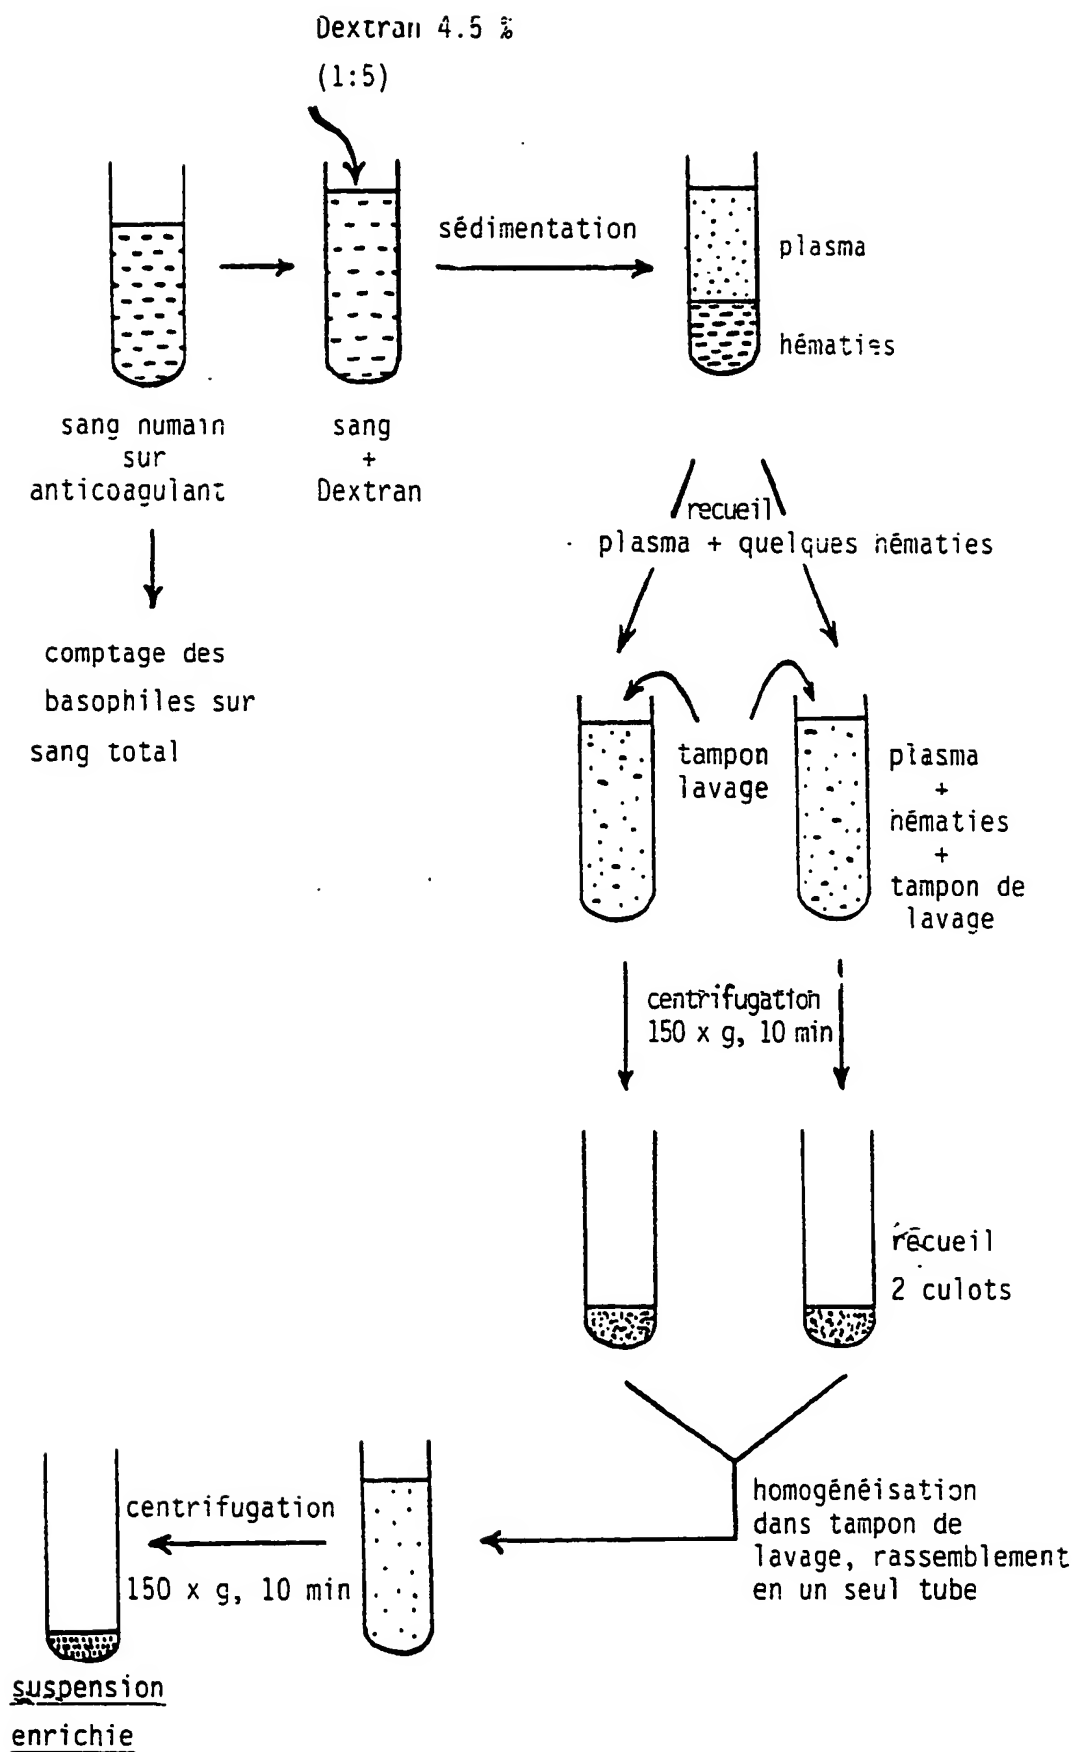 Dextran 4.5 %
(1:5)
sédimentation
plasma
hématies
sang humain
sur
anticoagulant
sang
+
Dextran
recueil
plasma + quelques hématies
comptage des
basophiles sur
sang total
tampon
lavage
plasma
+
hématies
+
tampon de
lavage
centrifugation
150 x g, 10 min
recueil
2 culots
homogénéisation
dans tampon de
lavage, rassemblement
en un seul tube
centrifugation
150 x g, 10 min
suspension
enrichie